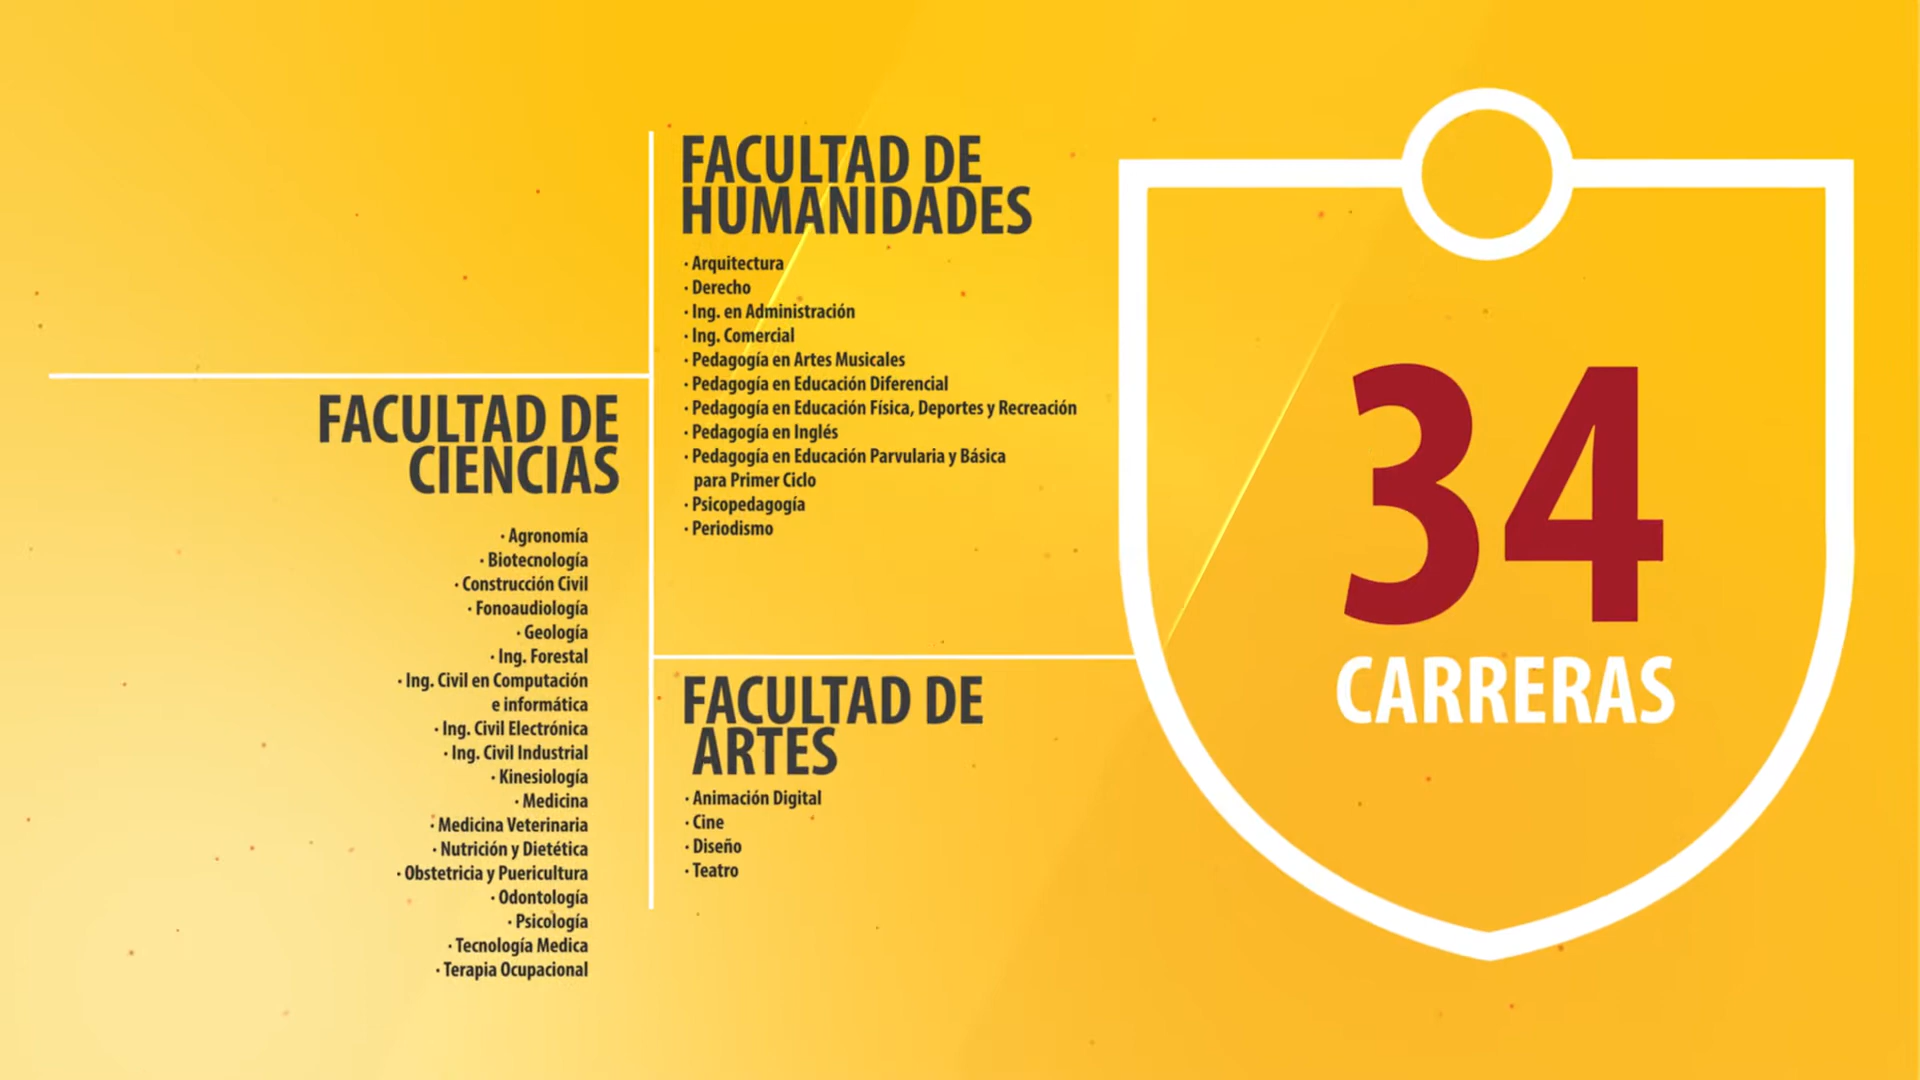 FACULTAD DE
HUMANIDADES
· Arquitectura
· Derecho
· Ing. en Administración
· Ing. Comercial
· Pedagogía en Artes Musicales
· Pedagogía en Educación Diferencial
· Pedagogía en Educación Física, Deportes y Recreación
· Pedagogía en Inglés
· Pedagogía en Educación Parvularia y Básica
para Primer Ciclo
· Psicopedagogía
· Periodismo
FACULTAD DE
CIENCIAS
· Agronomía
· Biotecnología
· Construcción Civil
· Fonoaudiología
· Geología
· Ing. Forestal
· Ing. Civil en Computación
e informática
· Ing. Civil Electrónica
· Ing. Civil Industrial
· Kinesiología
· Medicina
· Medicina Veterinaria
· Nutrición y Dietética
· Obstetricia y Puericultura
· Odontología
· Psicología
· Tecnología Medica
· Terapia Ocupacional
FACULTAD DE
ARTES
· Animación Digital
· Cine
· Diseño
· Teatro
34
CARRERAS